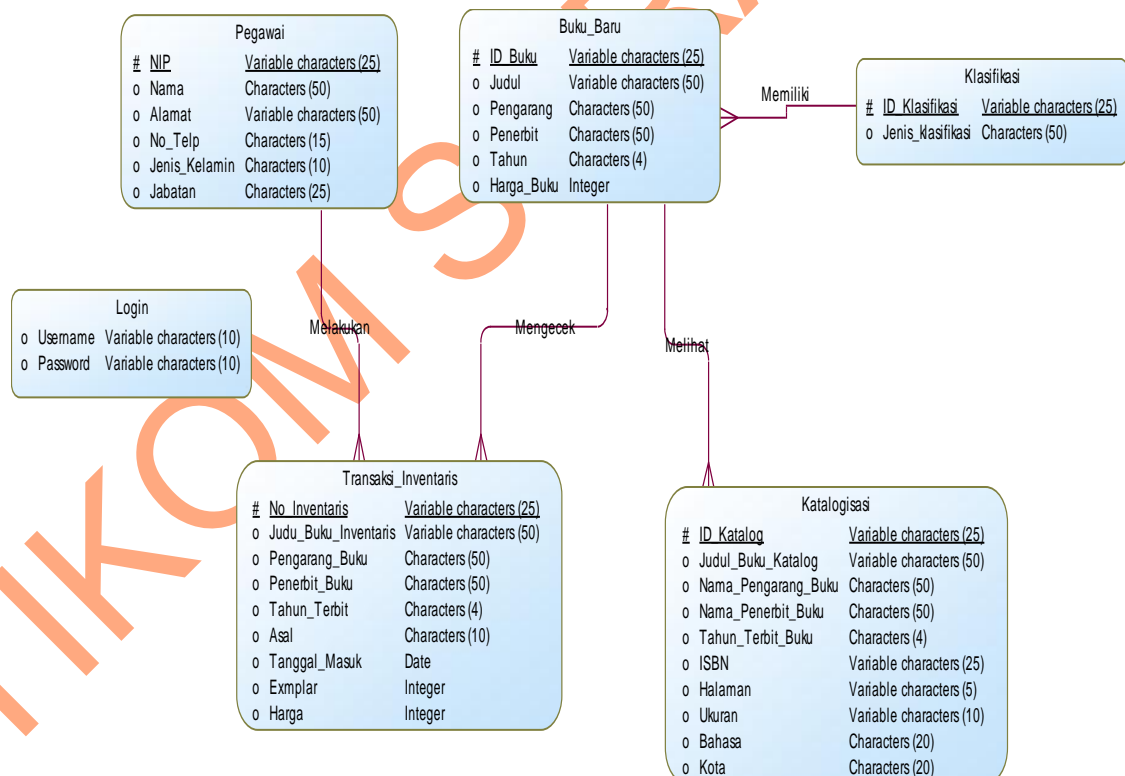 Pegawai
# NIP Variable characters (25)
o Nama Characters (50)
o Alamat Variable characters (50)
o No_Telp Characters (15)
o Jenis_Kelamin Characters (10)
o Jabatan Characters (25)
Buku_Baru
# ID_Buku Variable characters (25)
o Judul Variable characters (50)
o Pengarang Characters (50)
o Penerbit Characters (50)
o Tahun Characters (4)
o Harga_Buku Integer
Memiliki
Klasifikasi
# ID_Klasifikasi Variable characters (25)
o Jenis_klasifikasi Characters (50)
Login
o Username Variable characters (10)
o Password Variable characters (10)
Melakukan
Mengecek
Melihat
Transaksi_Inventaris
# No_Inventaris Variable characters (25)
o Judu_Buku_Inventaris Variable characters (50)
o Pengarang_Buku Characters (50)
o Penerbit_Buku Characters (50)
o Tahun_Terbit Characters (4)
o Asal Characters (10)
o Tanggal_Masuk Date
o Exmplar Integer
o Harga Integer
Katalogisasi
# ID_Katalog Variable characters (25)
o Judul_Buku_Katalog Variable characters (50)
o Nama_Pengarang_Buku Characters (50)
o Nama_Penerbit_Buku Characters (50)
o Tahun_Terbit_Buku Characters (4)
o ISBN Variable characters (25)
o Halaman Variable characters (5)
o Ukuran Variable characters (10)
o Bahasa Characters (20)
o Kota Characters (20)
IKOM S